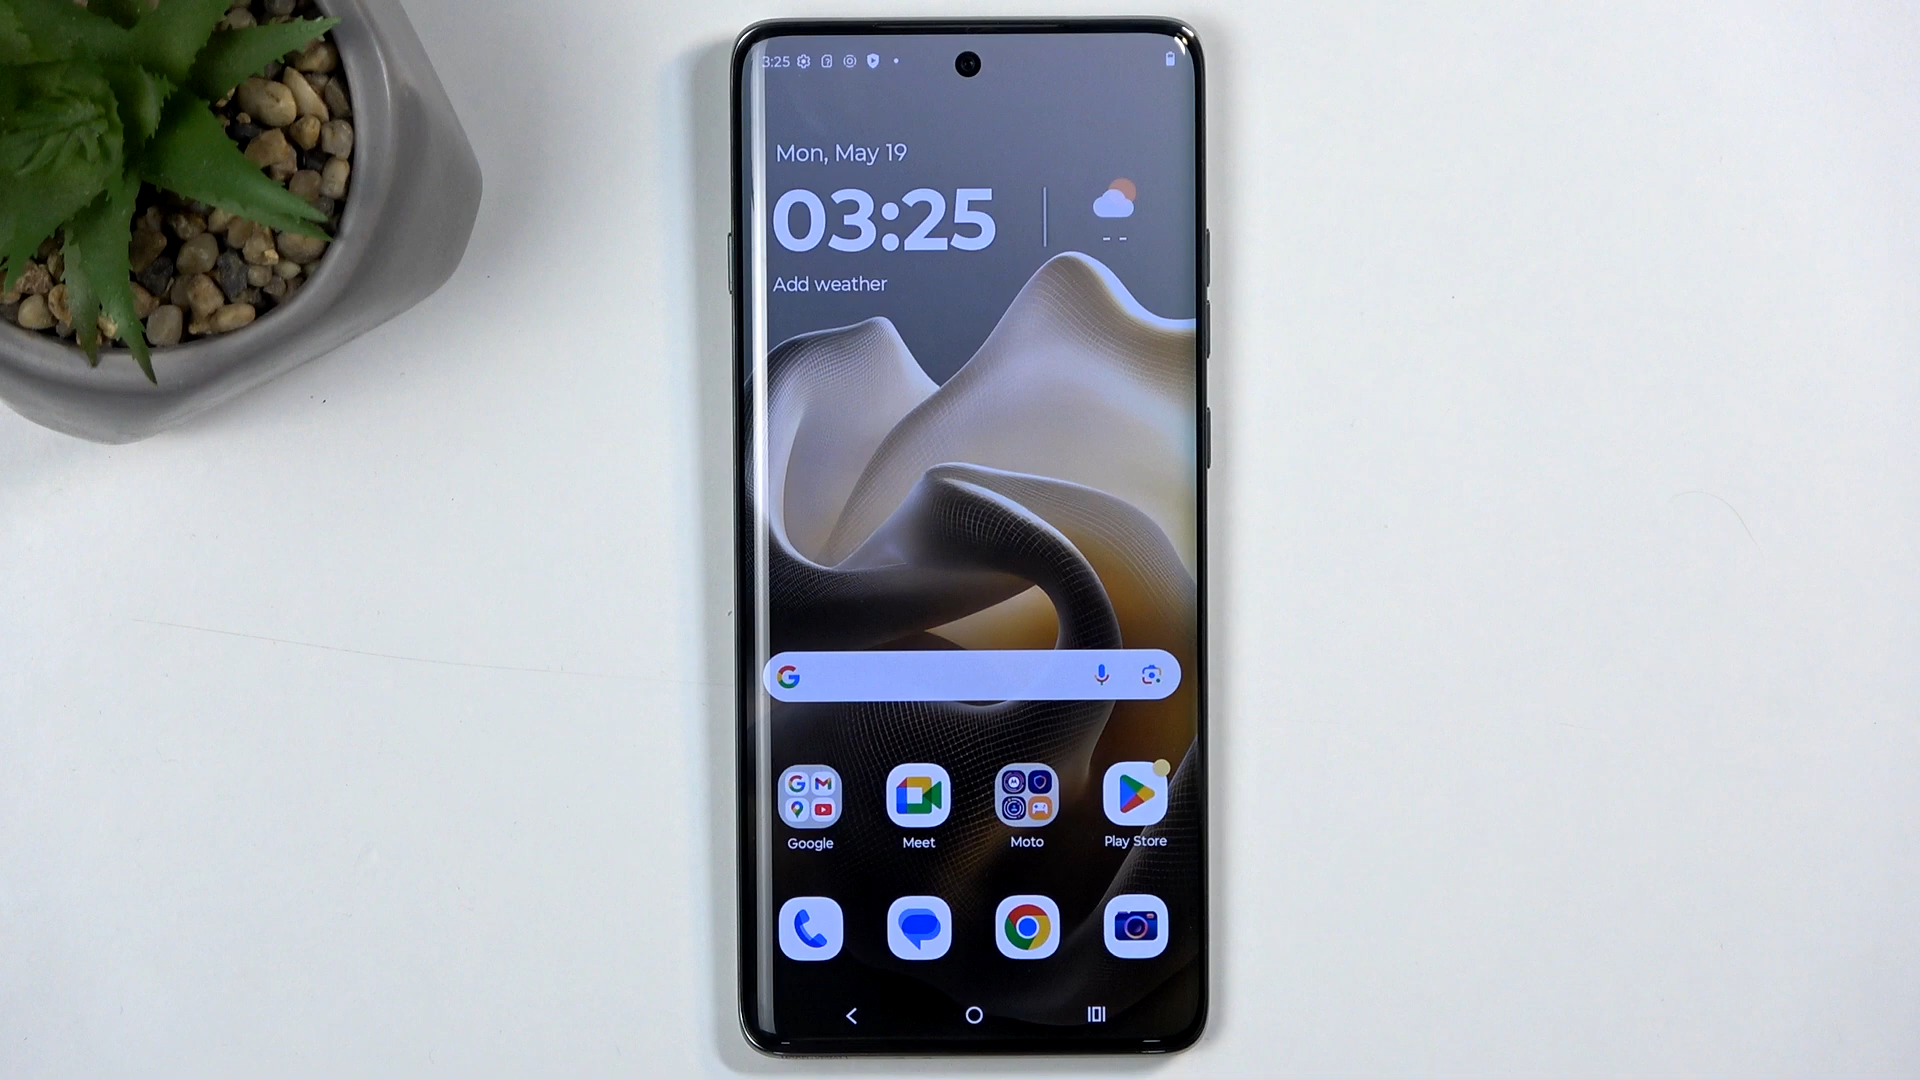 3:25
Mon, May 19
03:25
- -
Add weather
Google
Meet
Moto
Play Store